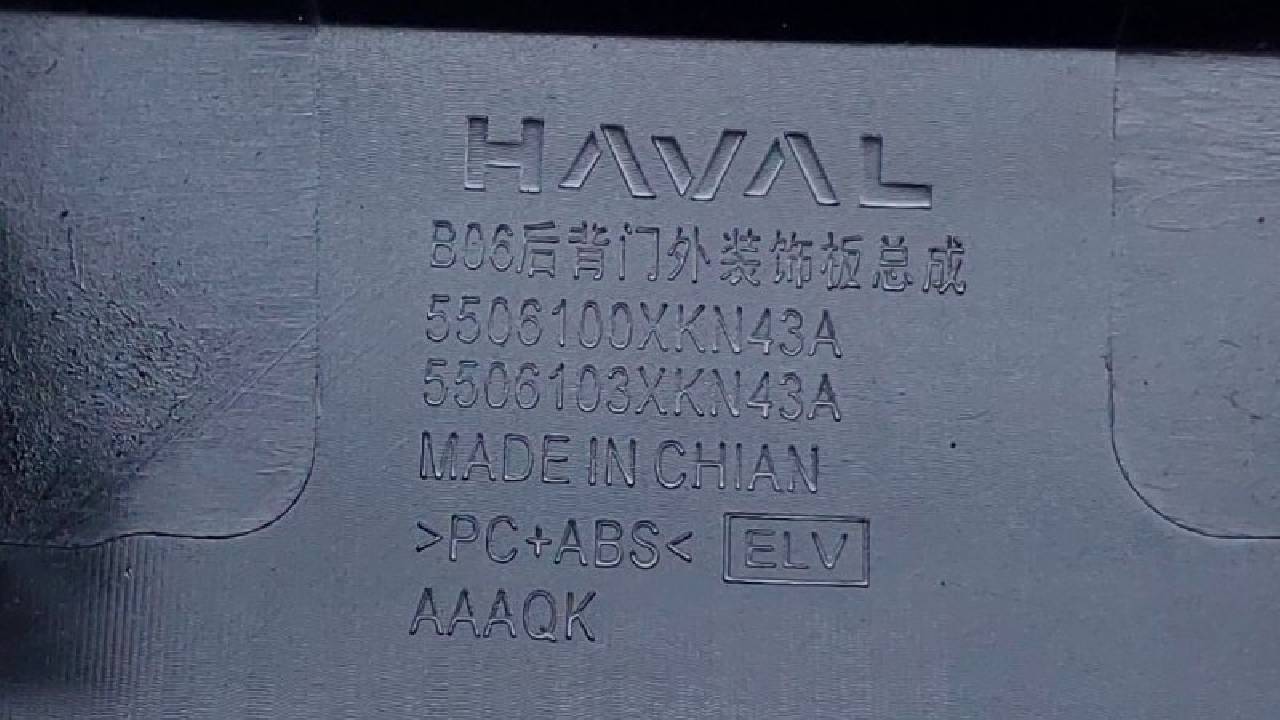 HAVAL
B06后背门外装饰板总成
5506100XKN43A
5506103XKN43A
MADE IN CHIAN
>PC+ABS< ELV
AAAQK